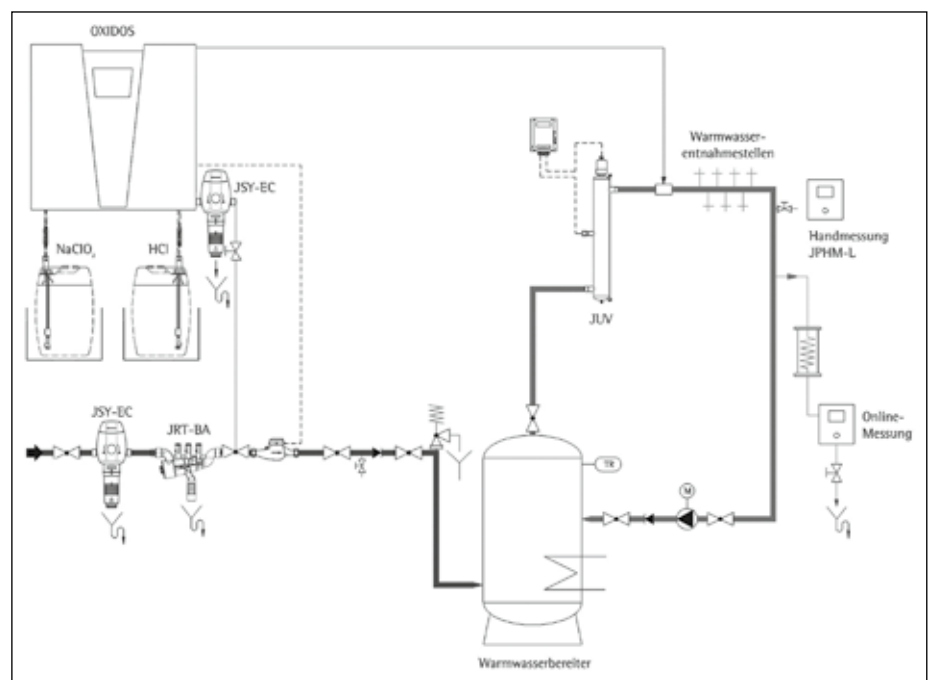 OXIDOS
JSY-EC
NaClO₂
HCl
Warmwasser-
entnahmestellen
Handmessung
JPHM-L
JUV
JSY-EC
JRT-BA
Online-
Messung
TR
M
Warmwasserbereiter